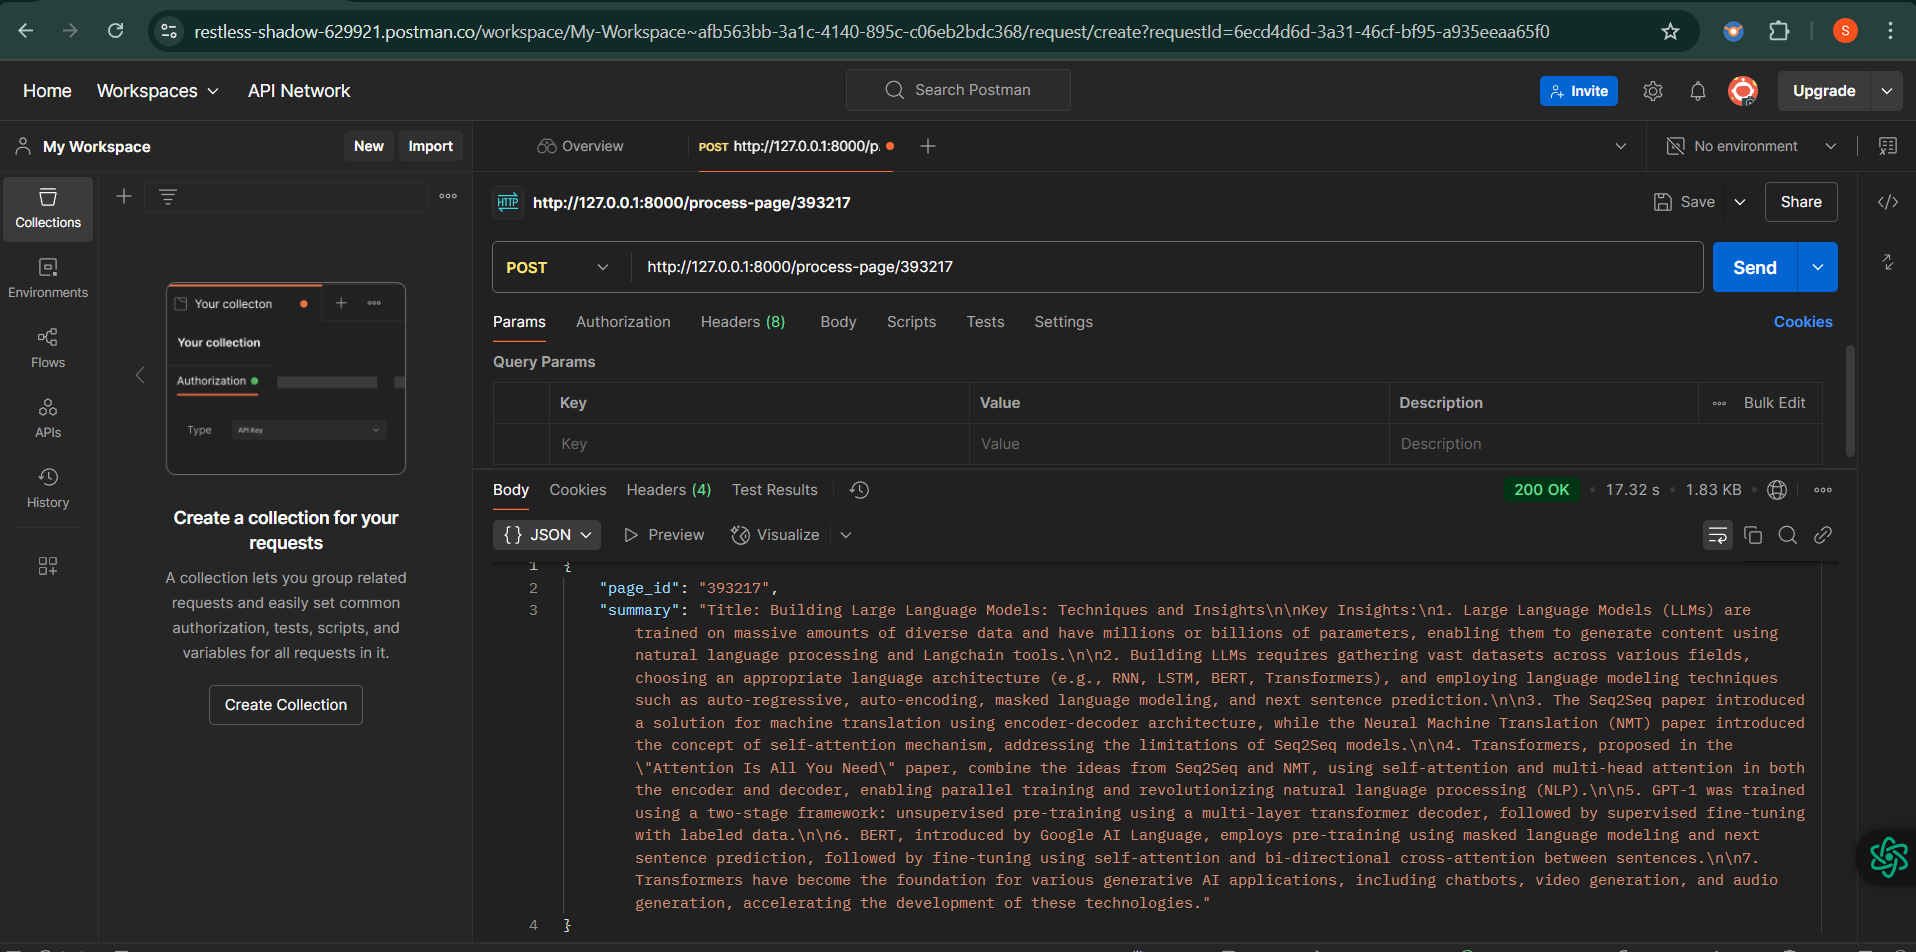 restless-shadow-629921.postman.co/workspace/My-Workspace~afb563bb-3a1c-4140-895c-c06eb2bdc368/request/create?requestId=6ecd4d6d-3a31-46cf-bf95-a935eeaa65f0
S
Home
Workspaces
API Network
Search Postman
Invite
Upgrade
My Workspace
New
Import
Overview
POST http://127.0.0.1:8000/p.
No environment
Collections
Environments
Flows
APIs
History
Your collecton
Your collection
Authorization
Type
API Key
Create a collection for your
requests
A collection lets you group related
requests and easily set common
authorization, tests, scripts, and
variables for all requests in it.
Create Collection
HTTP
http://127.0.0.1:8000/process-page/393217
Save
Share
POST
http://127.0.0.1:8000/process-page/393217
Send
Params
Authorization
Headers (8)
Body
Scripts
Tests
Settings
Cookies
Query Params
Key
Value
Description
Bulk Edit
Key
Value
Description
Body
Cookies
Headers (4)
Test Results
200 OK
17.32 s
1.83 KB
{} JSON
Preview
Visualize
1 {
2 "page_id": "393217",
3 "summary": "Title: Building Large Language Models: Techniques and Insights\n\nKey Insights:\n1. Large Language Models (LLMs) are
trained on massive amounts of diverse data and have millions or billions of parameters, enabling them to generate content using
natural language processing and Langchain tools.\n\n2. Building LLMs requires gathering vast datasets across various fields,
choosing an appropriate language architecture (e.g., RNN, LSTM, BERT, Transformers), and employing language modeling techniques
such as auto-regressive, auto-encoding, masked language modeling, and next sentence prediction.\n\n3. The Seq2Seq paper introduced
a solution for machine translation using encoder-decoder architecture, while the Neural Machine Translation (NMT) paper introduced
the concept of self-attention mechanism, addressing the limitations of Seq2Seq models.\n\n4. Transformers, proposed in the
\"Attention Is All You Need\" paper, combine the ideas from Seq2Seq and NMT, using self-attention and multi-head attention in both
the encoder and decoder, enabling parallel training and revolutionizing natural language processing (NLP).\n\n5. GPT-1 was trained
using a two-stage framework: unsupervised pre-training using a multi-layer transformer decoder, followed by supervised fine-tuning
with labeled data.\n\n6. BERT, introduced by Google AI Language, employs pre-training using masked language modeling and next
sentence prediction, followed by fine-tuning using self-attention and bi-directional cross-attention between sentences.\n\n7.
Transformers have become the foundation for various generative AI applications, including chatbots, video generation, and audio
generation, accelerating the development of these technologies."
4 }